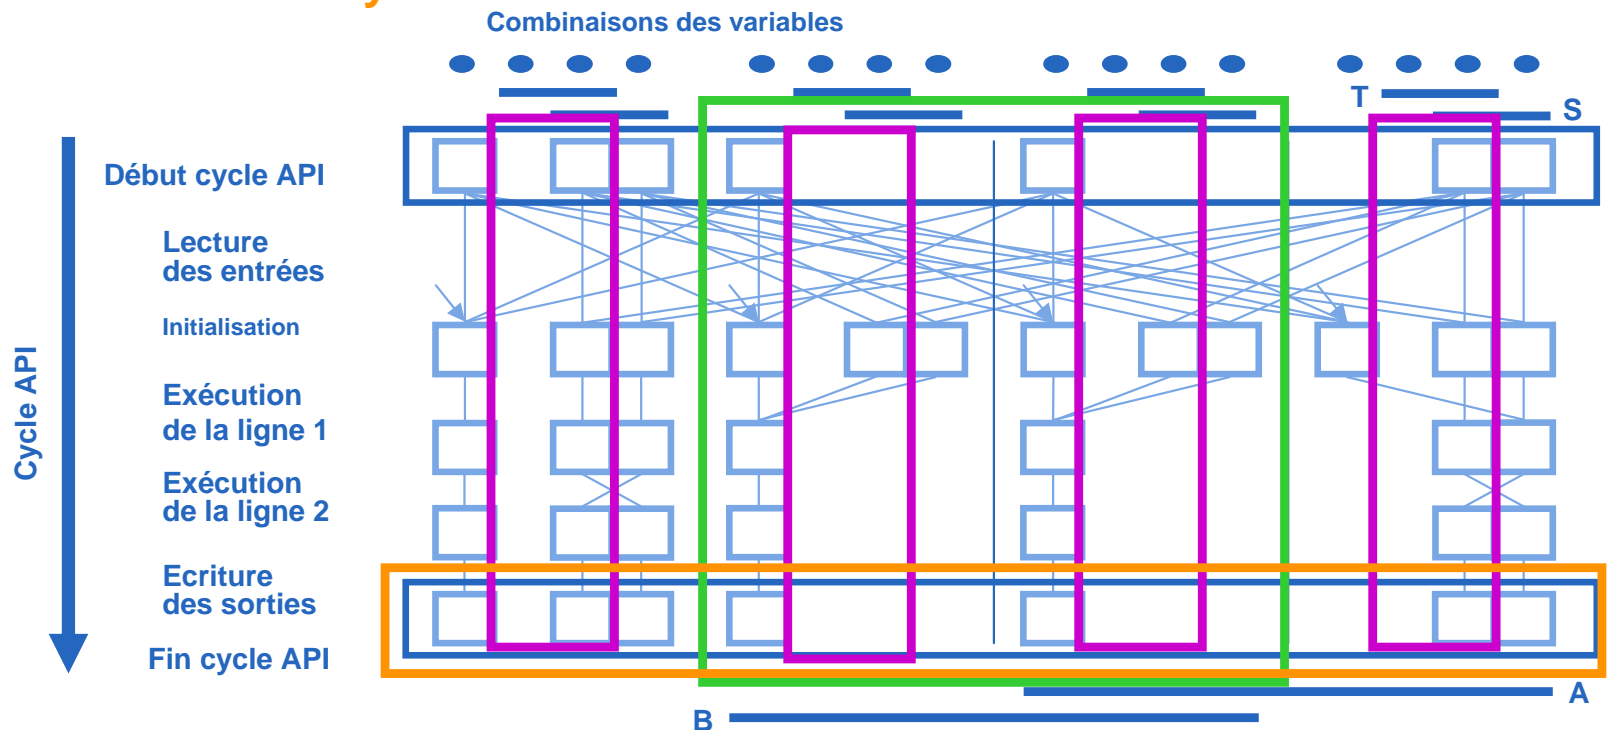 Combinaisons des variables
T
S
Début cycle API
Lecture
des entrées
Initialisation
Exécution
de la ligne 1
Exécution
de la ligne 2
Ecriture
des sorties
Fin cycle API
Cycle API
A
B